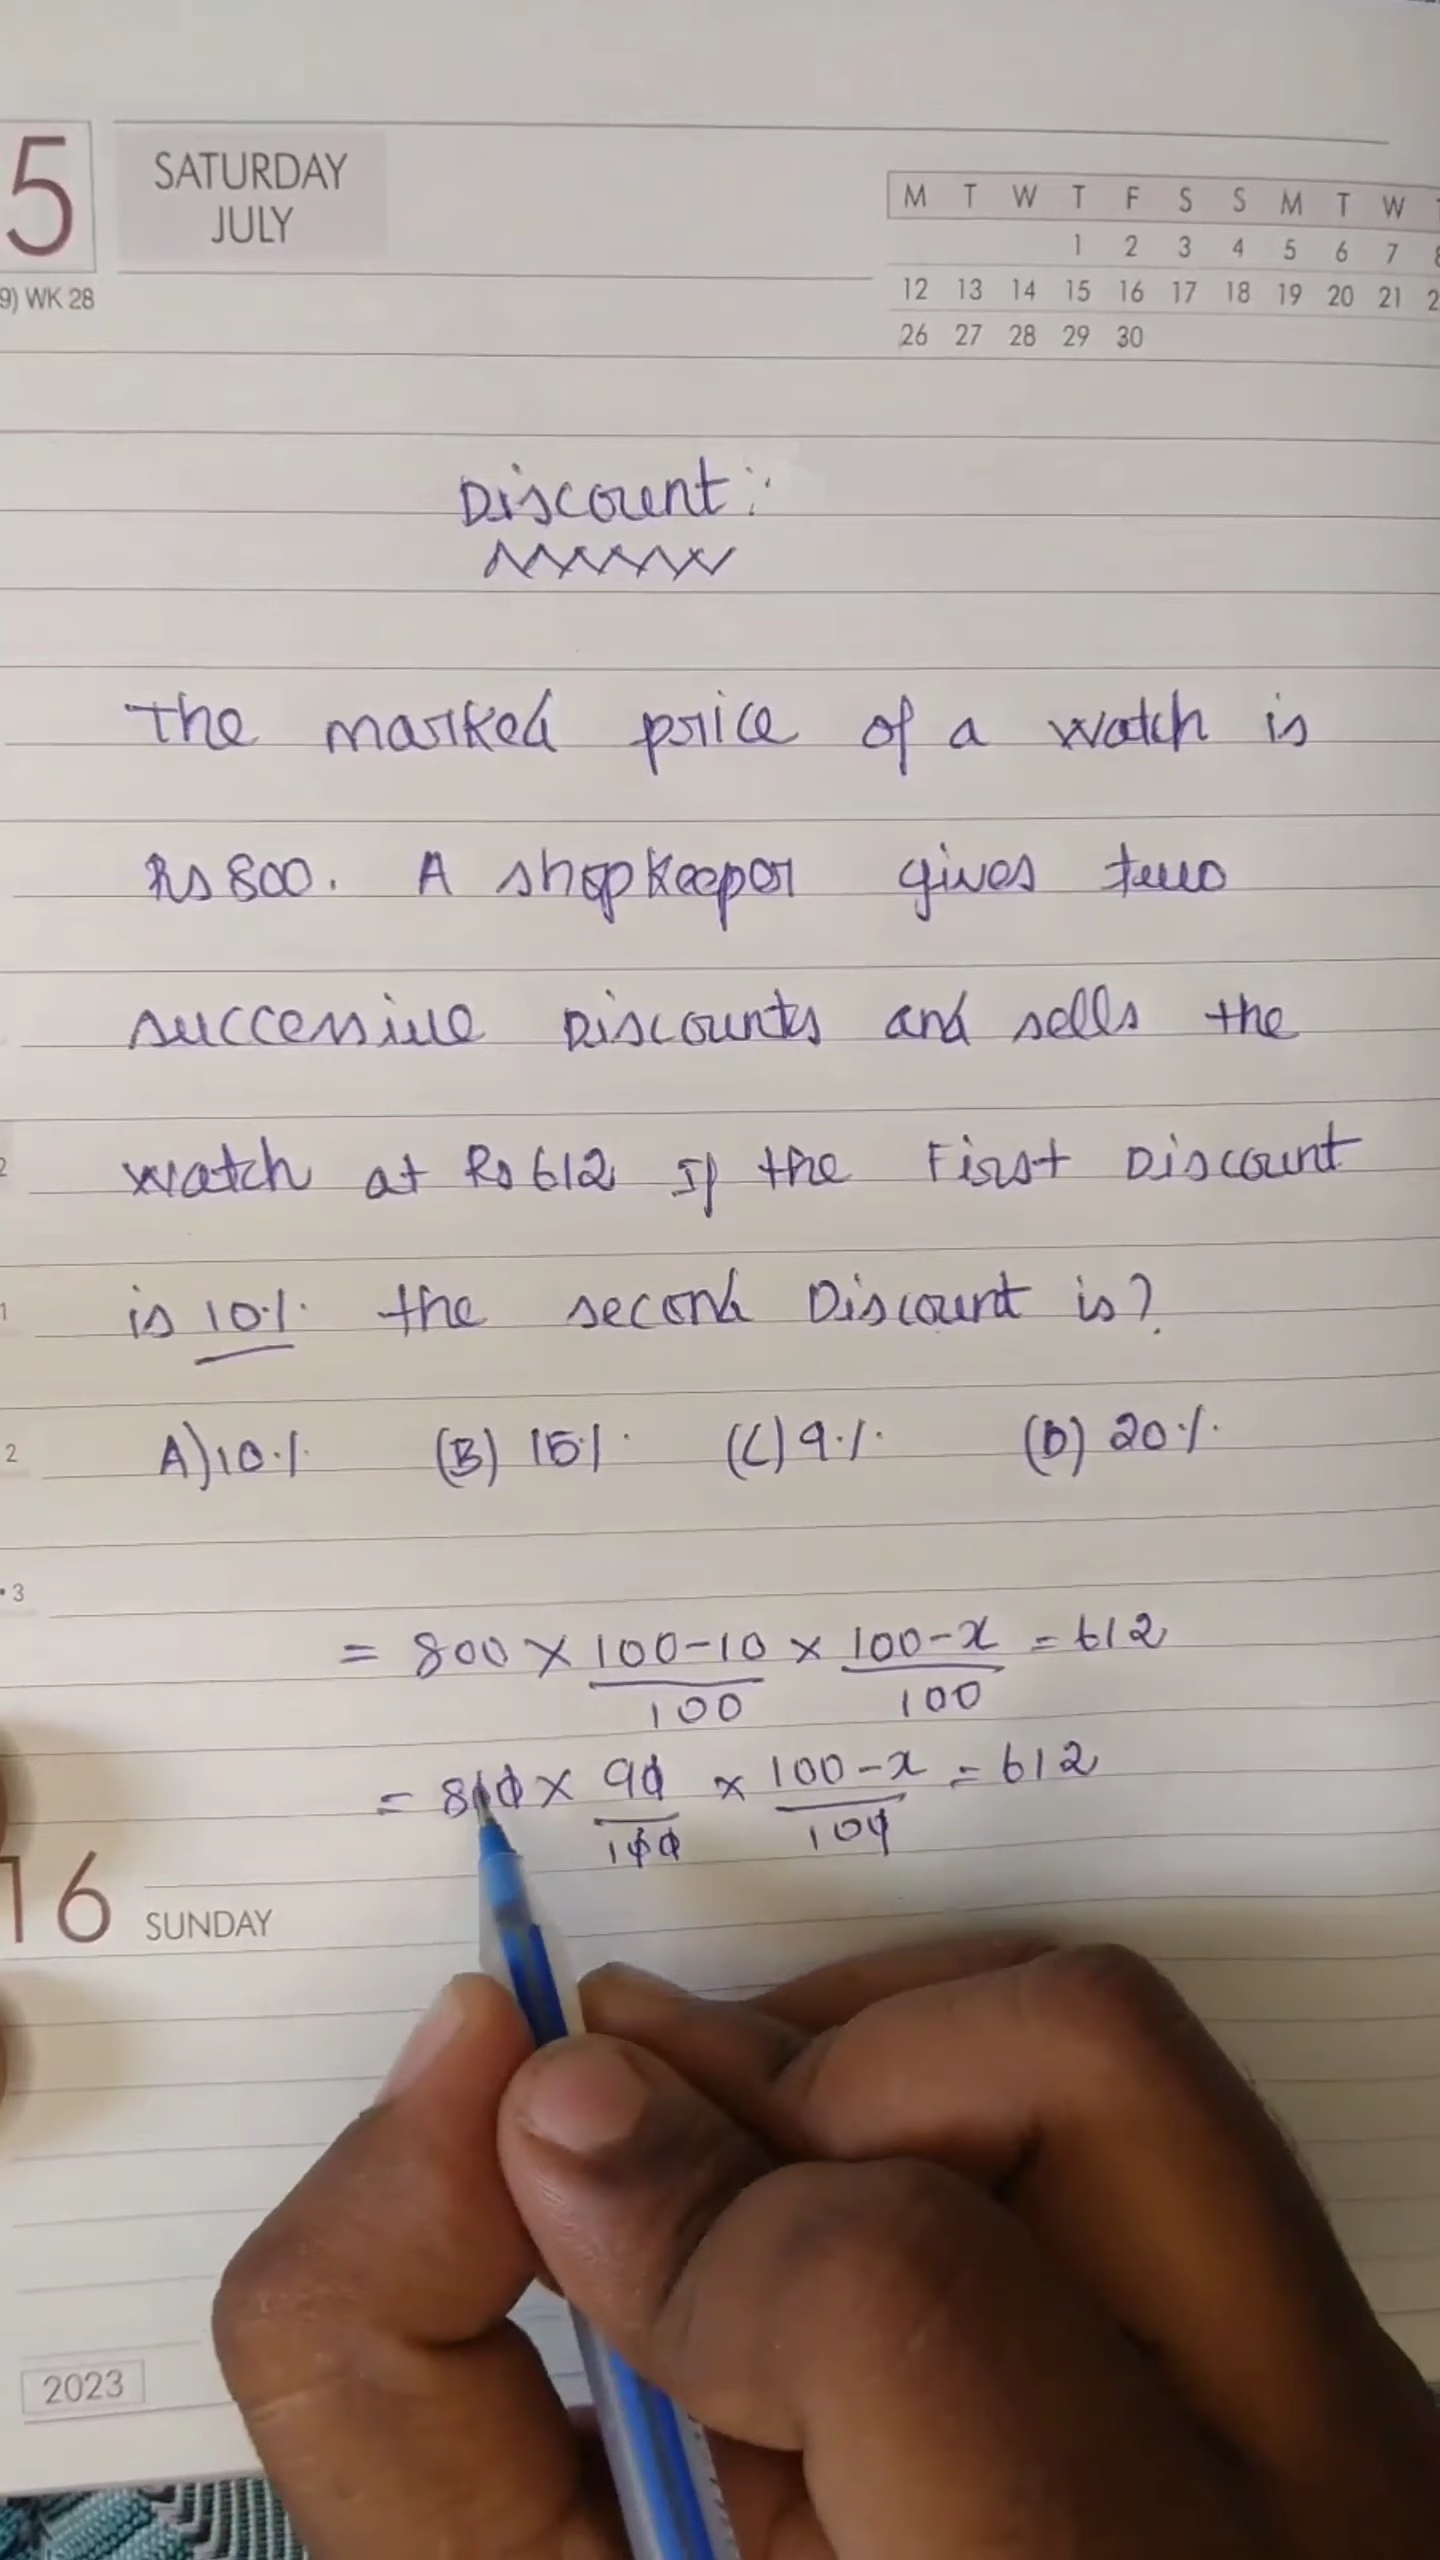 5
SATURDAY
JULY
9) WK 28
M T W T F S S M T W
1 2 3 4 5 6 7
12 13 14 15 16 17 18 19 20 21
26 27 28 29 30
Discount:
The marked price of a watch is
Rs 800. A shopkeeper gives two
successive Discounts and sells the
watch at Rs 612 If the First Discount
is 10% the second Discount is?
A) 10% (B) 15% (C) 9% (D) 20%
2
1
2
3
= 800 × 100-10/100 × 100-x/100 = 612
= 800 × 90/100 × 100-x/100 = 612
16 SUNDAY
2023